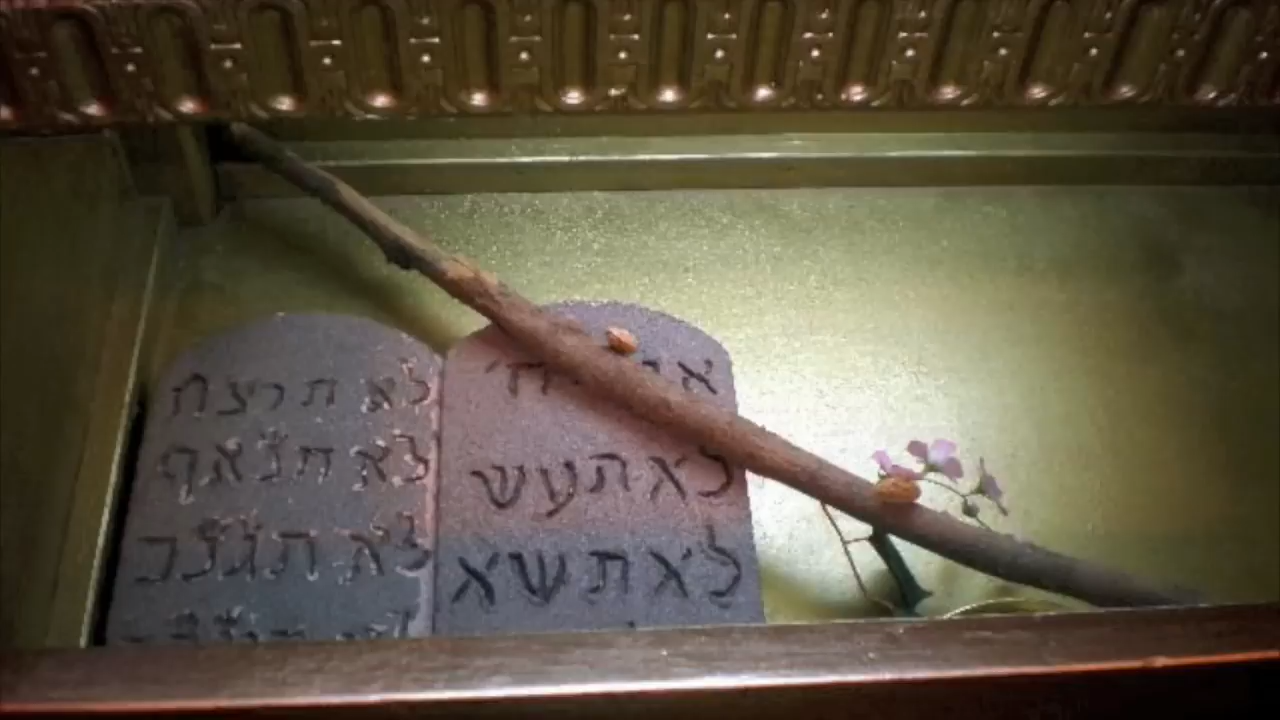 לא תעש
לא תשא
לא תרצח
לא תנאף
לא תגנב